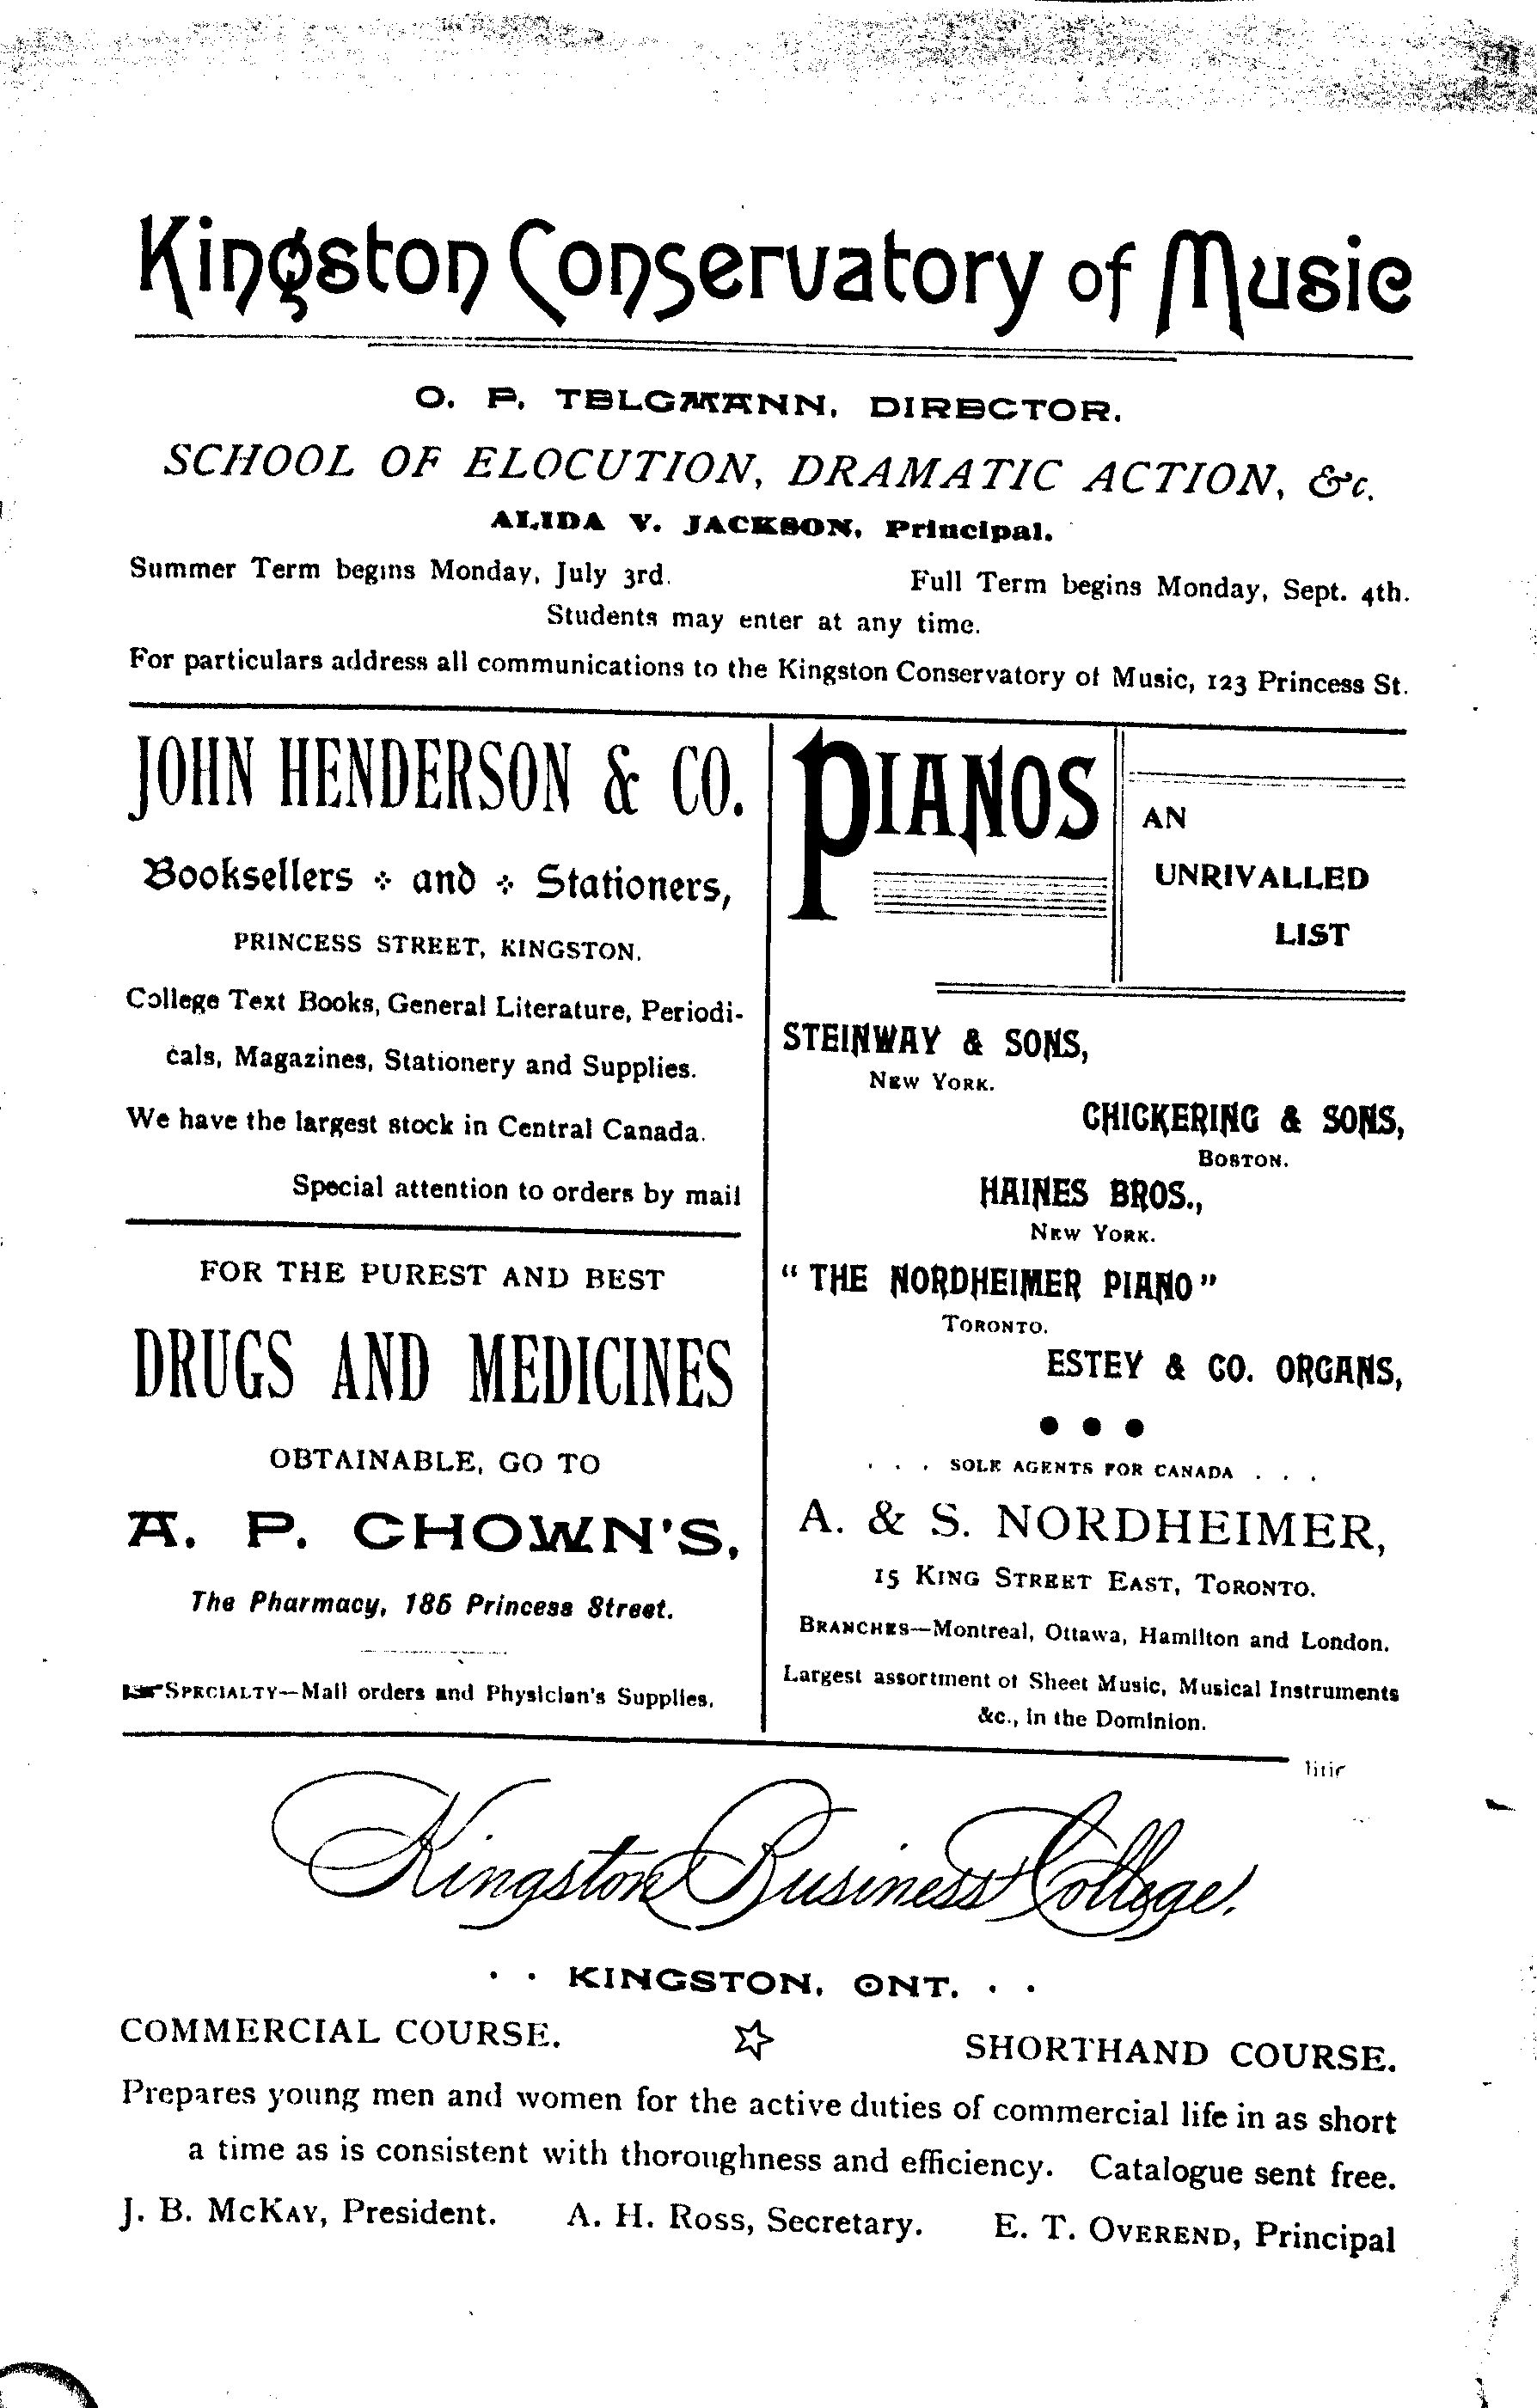 Kingston Conservatory of Music
O. F. TELGMANN, DIRECTOR.
SCHOOL OF ELOCUTION, DRAMATIC ACTION, &c.
ALIDA V. JACKSON, Principal.
Summer Term begins Monday, July 3rd. Full Term begins Monday, Sept. 4th.
Students may enter at any time.
For particulars address all communications to the Kingston Conservatory of Music, 123 Princess St.
JOHN HENDERSON & CO.
Booksellers and Stationers,
PRINCESS STREET, KINGSTON.
College Text Books, General Literature, Periodi-
cals, Magazines, Stationery and Supplies.
We have the largest stock in Central Canada.
Special attention to orders by mail
FOR THE PUREST AND BEST
DRUGS AND MEDICINES
OBTAINABLE, GO TO
A. P. CHOWN'S,
The Pharmacy, 185 Princess Street.
☞SPECIALTY—Mail orders and Physician's Supplies.
PIANOS
AN
UNRIVALLED
LIST
STEINWAY & SONS,
NEW YORK.
CHICKERING & SONS,
BOSTON.
HAINES BROS.,
NEW YORK.
"THE NORDHEIMER PIANO"
TORONTO.
ESTEY & CO. ORGANS,
● ● ●
. . . SOLE AGENTS FOR CANADA . . .
A. & S. NORDHEIMER,
15 KING STREET EAST, TORONTO.
BRANCHES—Montreal, Ottawa, Hamilton and London.
Largest assortment of Sheet Music, Musical Instruments
&c., in the Dominion.
Kingston Business College.
. . KINGSTON, ONT. . .
COMMERCIAL COURSE. ☆ SHORTHAND COURSE.
Prepares young men and women for the active duties of commercial life in as short
a time as is consistent with thoroughness and efficiency. Catalogue sent free.
J. B. MCKAY, President. A. H. ROSS, Secretary. E. T. OVEREND, Principal